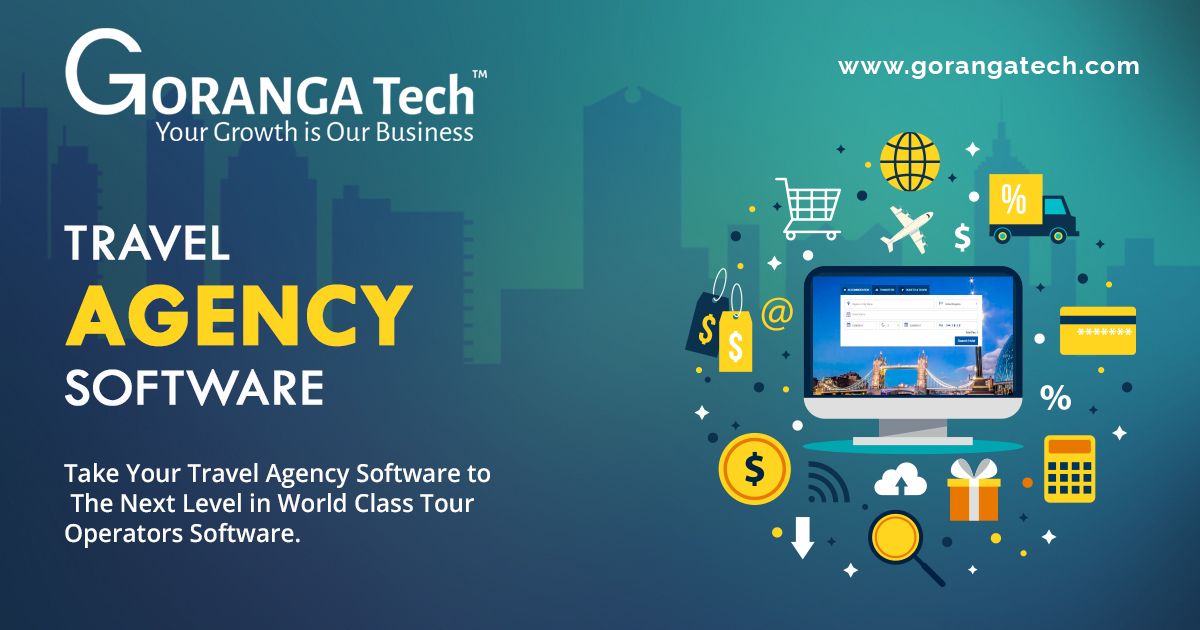 GORANGA Tech™
Your Growth is Our Business
www.gorangatech.com
TRAVEL
AGENCY
SOFTWARE
Take Your Travel Agency Software to
The Next Level in World Class Tour
Operators Software.
%
$
$
$
@
*******
%
$